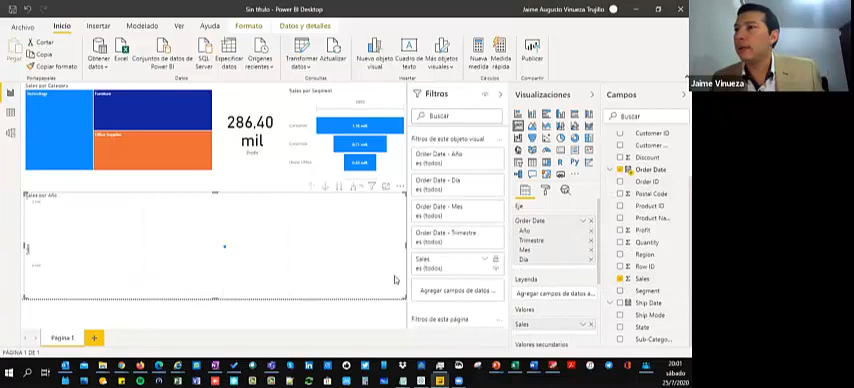 Sin título - Power BI Desktop
Jaime Augusto Vinueza Trujillo
Archivo
Inicio
Insertar
Modelado
Ver
Ayuda
Formato
Datos y detalles
Pegar
Cortar
Copia
Copiar formato
Obtener datos
Excel
Conjuntos de datos de Power BI
SQL Server
Especificar datos
Orígenes recientes
Transformar datos
Actualizar
Nuevo objeto visual
Cuadro de texto
Más objetos visuales
Nueva medida
Medida rápida
Publicar
Portapapeles
Datos
Consultas
Insertar
Cálculos
Compartir
Jaime Vinueza
Sales por Category
Technology
Furniture
Office Supplies
286,40 mil
Profit
Sales por Segment
Consumer
Home Office
Sales por Año
Sales
Filtros
Buscar
Filtros de este objeto visual
Order Date - Año
es (todos)
Order Date - Día
es (todos)
Order Date - Mes
es (todos)
Order Date - Trimestre
es (todos)
Sales
es (todos)
Agregar campos de datos ...
Filtros de esta página
Visualizaciones
Eje
Order Date
Año
Trimestre
Mes
Día
Leyenda
Agregar campos de datos a...
Valores
Sales
Valores secundarios
Campos
Buscar
Customer ID
Customer ...
Discount
Order Date
Order ID
Postal Code
Product ID
Product Na...
Profit
Quantity
Region
Row ID
Sales
Segment
Ship Date
Ship Mode
State
Sub-Catego...
Página 1
PÁGINA 1 DE 1
20:01
sábado
25/7/2020